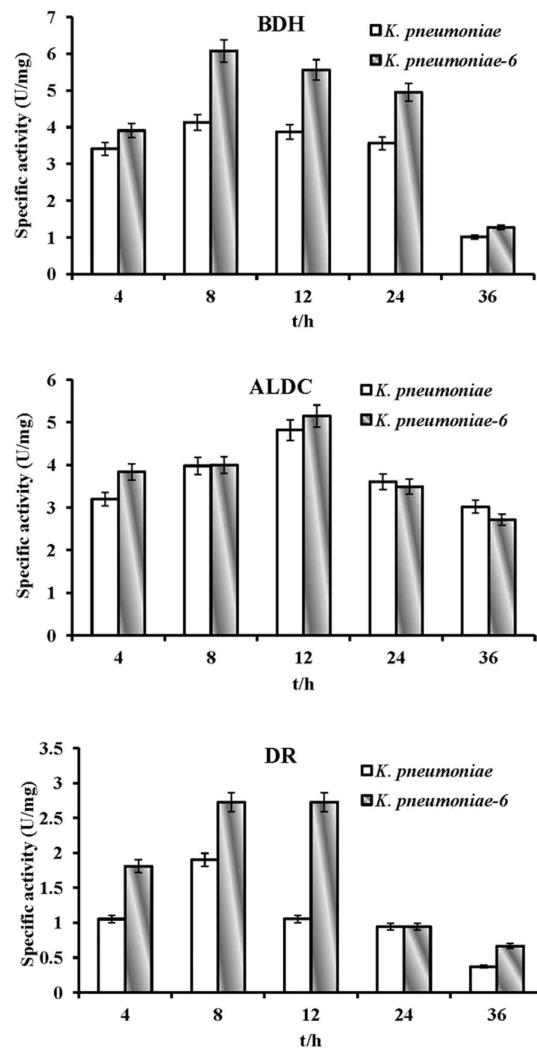 BDH
K. pneumoniae
K. pneumoniae-6
Specific activity (U/mg)
7
6
5
4
3
2
1
0
4 8 12 24 36
t/h
ALDC
K. pneumoniae
K. pneumoniae-6
Specific activity (U/mg)
6
5
4
3
2
1
0
4 8 12 24 36
t/h
DR
K. pneumoniae
K. pneumoniae-6
Specific activity (U/mg)
3.5
3
2.5
2
1.5
1
0.5
0
4 8 12 24 36
t/h